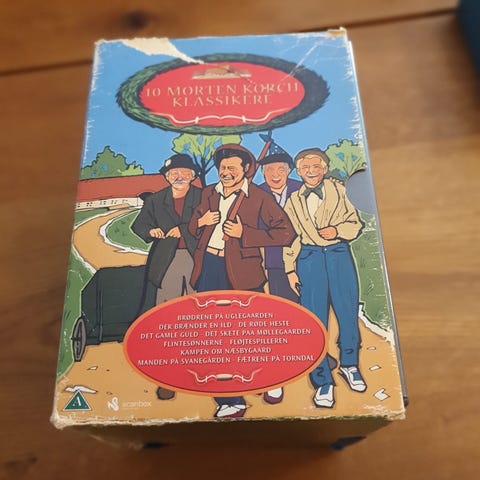 10 MORTEN KORCH
KLASSIKERE
BRØDRENE PÅ UGLEGAARDEN
DER BRÆNDER EN ILD · DE RØDE HESTE
DET GAMLE GULD · DET SKETE PAA MØLLEGAARDEN
FLINTESØNNERNE · FLØJTESPILLEREN
KAMPEN OM NÆSBYGAARD
MANDEN PÅ SVANEGÅRDEN · FÆTRENE PÅ TORNDAL
A scanbox